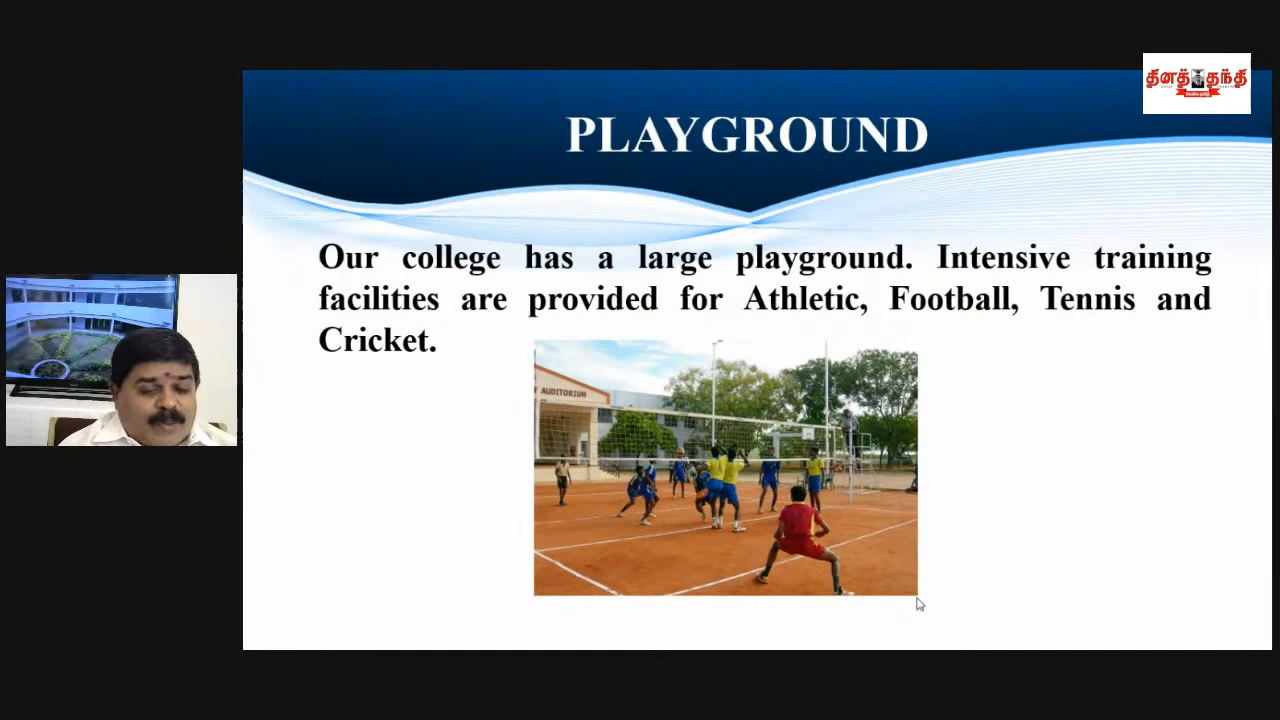 தினத்தந்தி
PLAYGROUND
Our college has a large playground. Intensive training
facilities are provided for Athletic, Football, Tennis and
Cricket.
AUDITORIUM